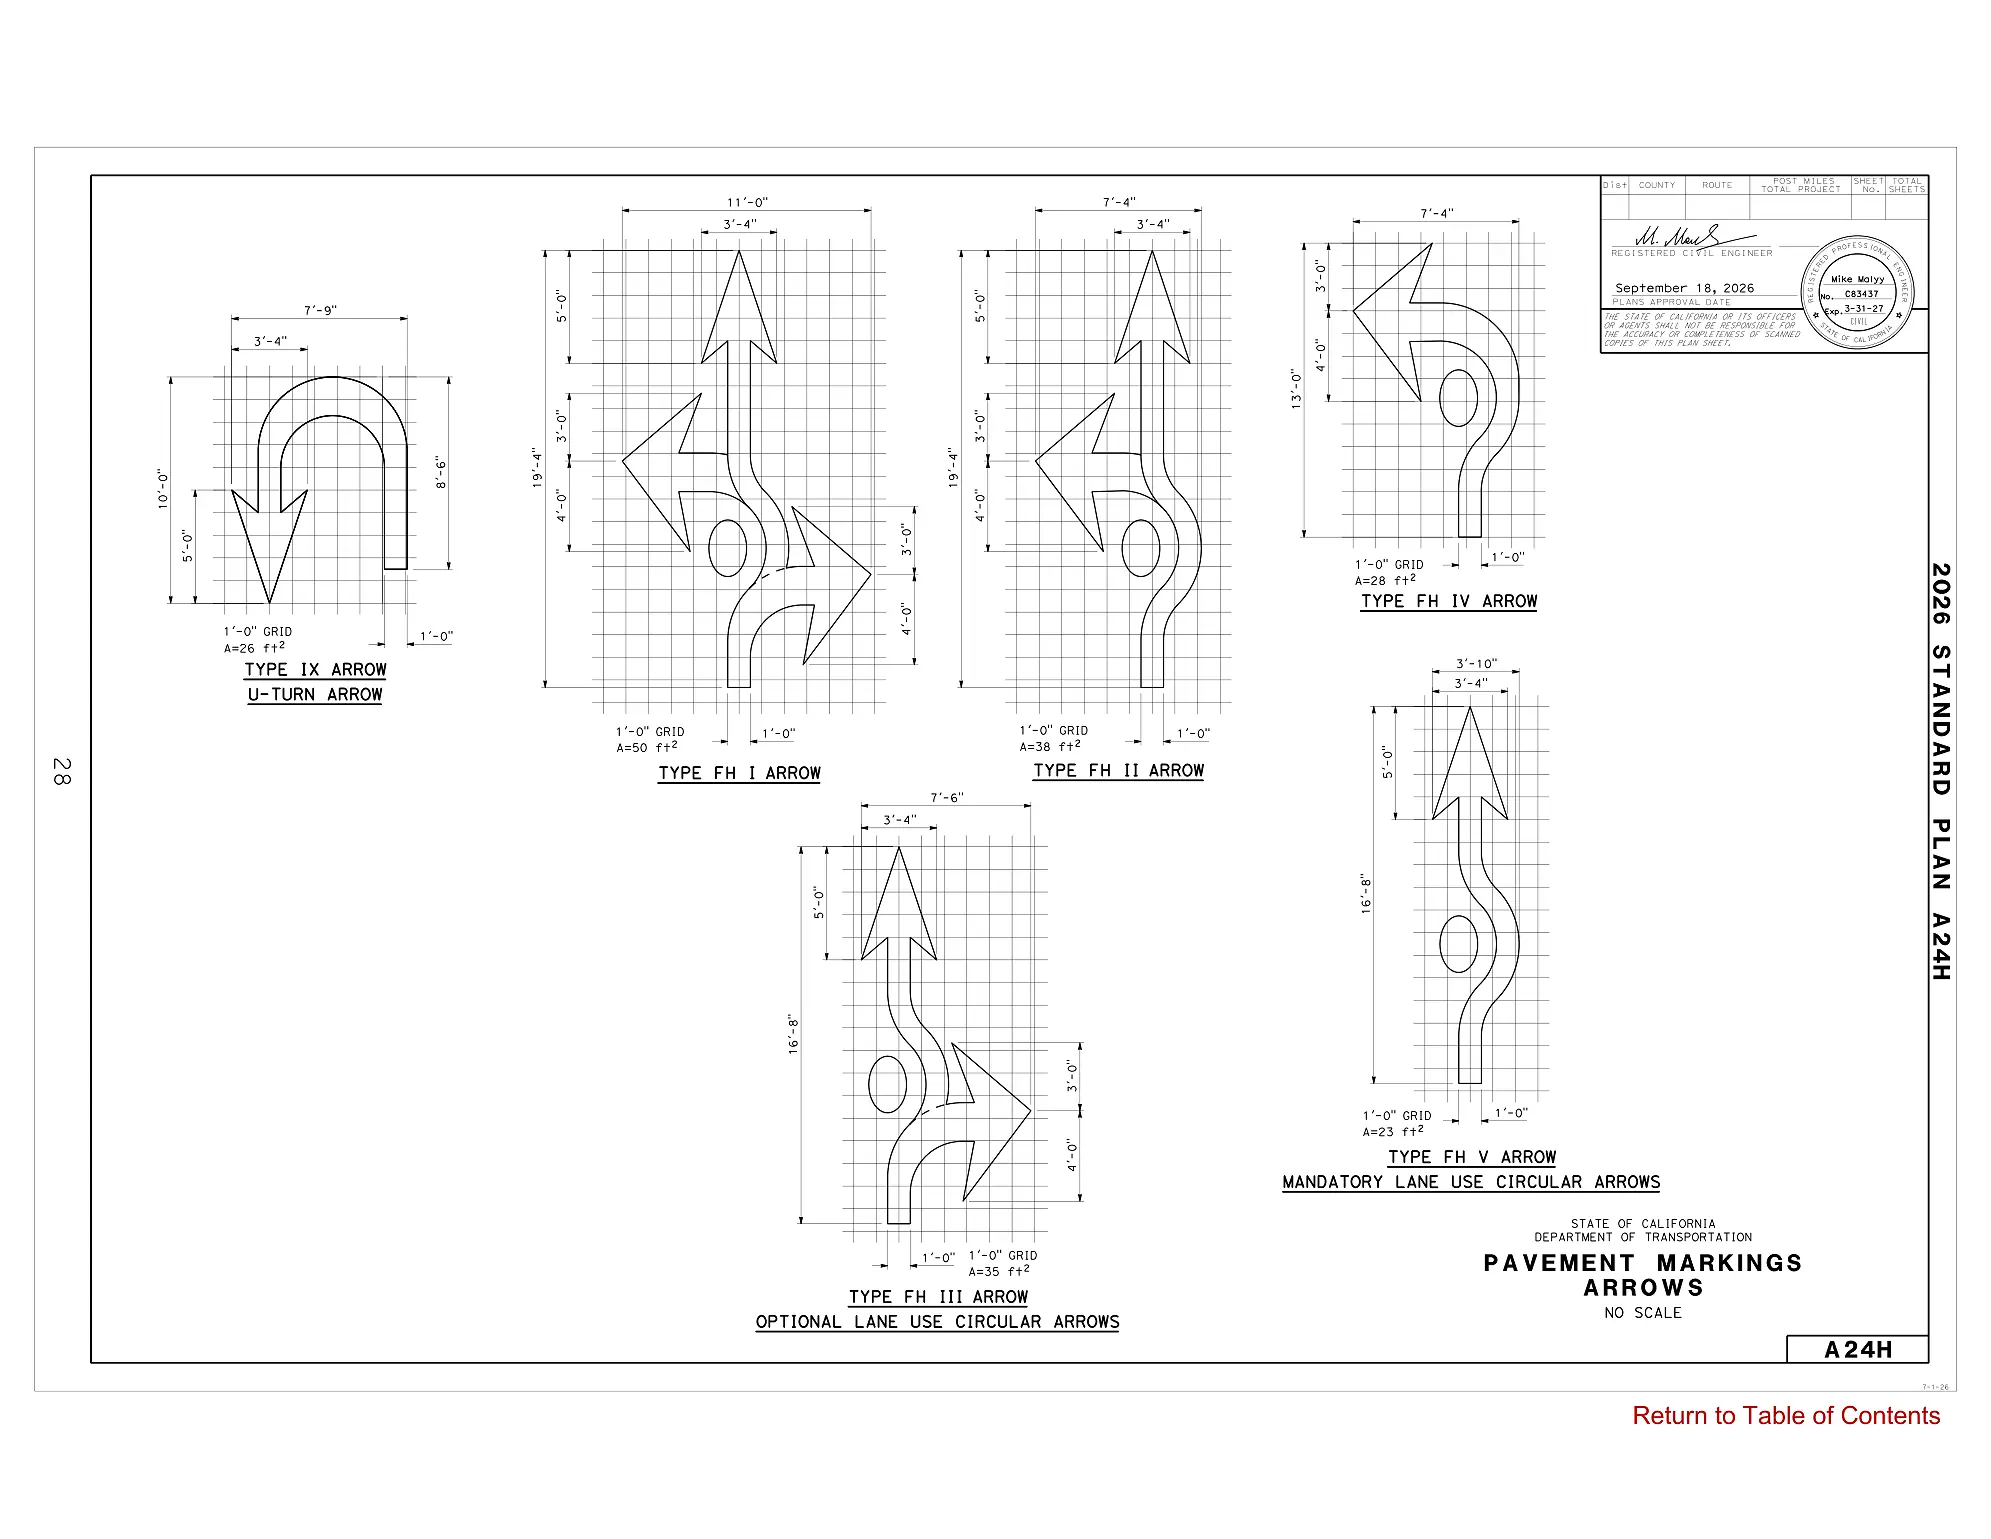 Dist COUNTY ROUTE POST MILES TOTAL PROJECT SHEET No. TOTAL SHEETS
REGISTERED CIVIL ENGINEER
September 18, 2026
PLANS APPROVAL DATE
THE STATE OF CALIFORNIA OR ITS OFFICERS
OR AGENTS SHALL NOT BE RESPONSIBLE FOR
THE ACCURACY OR COMPLETENESS OF SCANNED
COPIES OF THIS PLAN SHEET.
REGISTERED PROFESSIONAL ENGINEER
Mike Malyy
No. C83437
Exp. 3-31-27
CIVIL
STATE OF CALIFORNIA
7'-9"
3'-4"
10'-0"
5'-0"
8'-6"
1'-0" GRID
A=26 ft²
1'-0"
TYPE IX ARROW
U-TURN ARROW
11'-0"
3'-4"
5'-0"
3'-0"
19'-4"
4'-0"
3'-0"
4'-0"
1'-0" GRID
A=50 ft²
1'-0"
TYPE FH I ARROW
7'-4"
3'-4"
5'-0"
3'-0"
19'-4"
4'-0"
1'-0" GRID
A=38 ft²
1'-0"
TYPE FH II ARROW
7'-4"
3'-0"
4'-0"
13'-0"
1'-0" GRID
A=28 ft²
1'-0"
TYPE FH IV ARROW
7'-6"
3'-4"
5'-0"
16'-8"
3'-0"
4'-0"
1'-0"
1'-0" GRID
A=35 ft²
TYPE FH III ARROW
OPTIONAL LANE USE CIRCULAR ARROWS
3'-10"
3'-4"
5'-0"
16'-8"
1'-0" GRID
A=23 ft²
1'-0"
TYPE FH V ARROW
MANDATORY LANE USE CIRCULAR ARROWS
STATE OF CALIFORNIA
DEPARTMENT OF TRANSPORTATION
PAVEMENT MARKINGS
ARROWS
NO SCALE
A24H
2026 STANDARD PLAN A24H
28
7-1-26
Return to Table of Contents